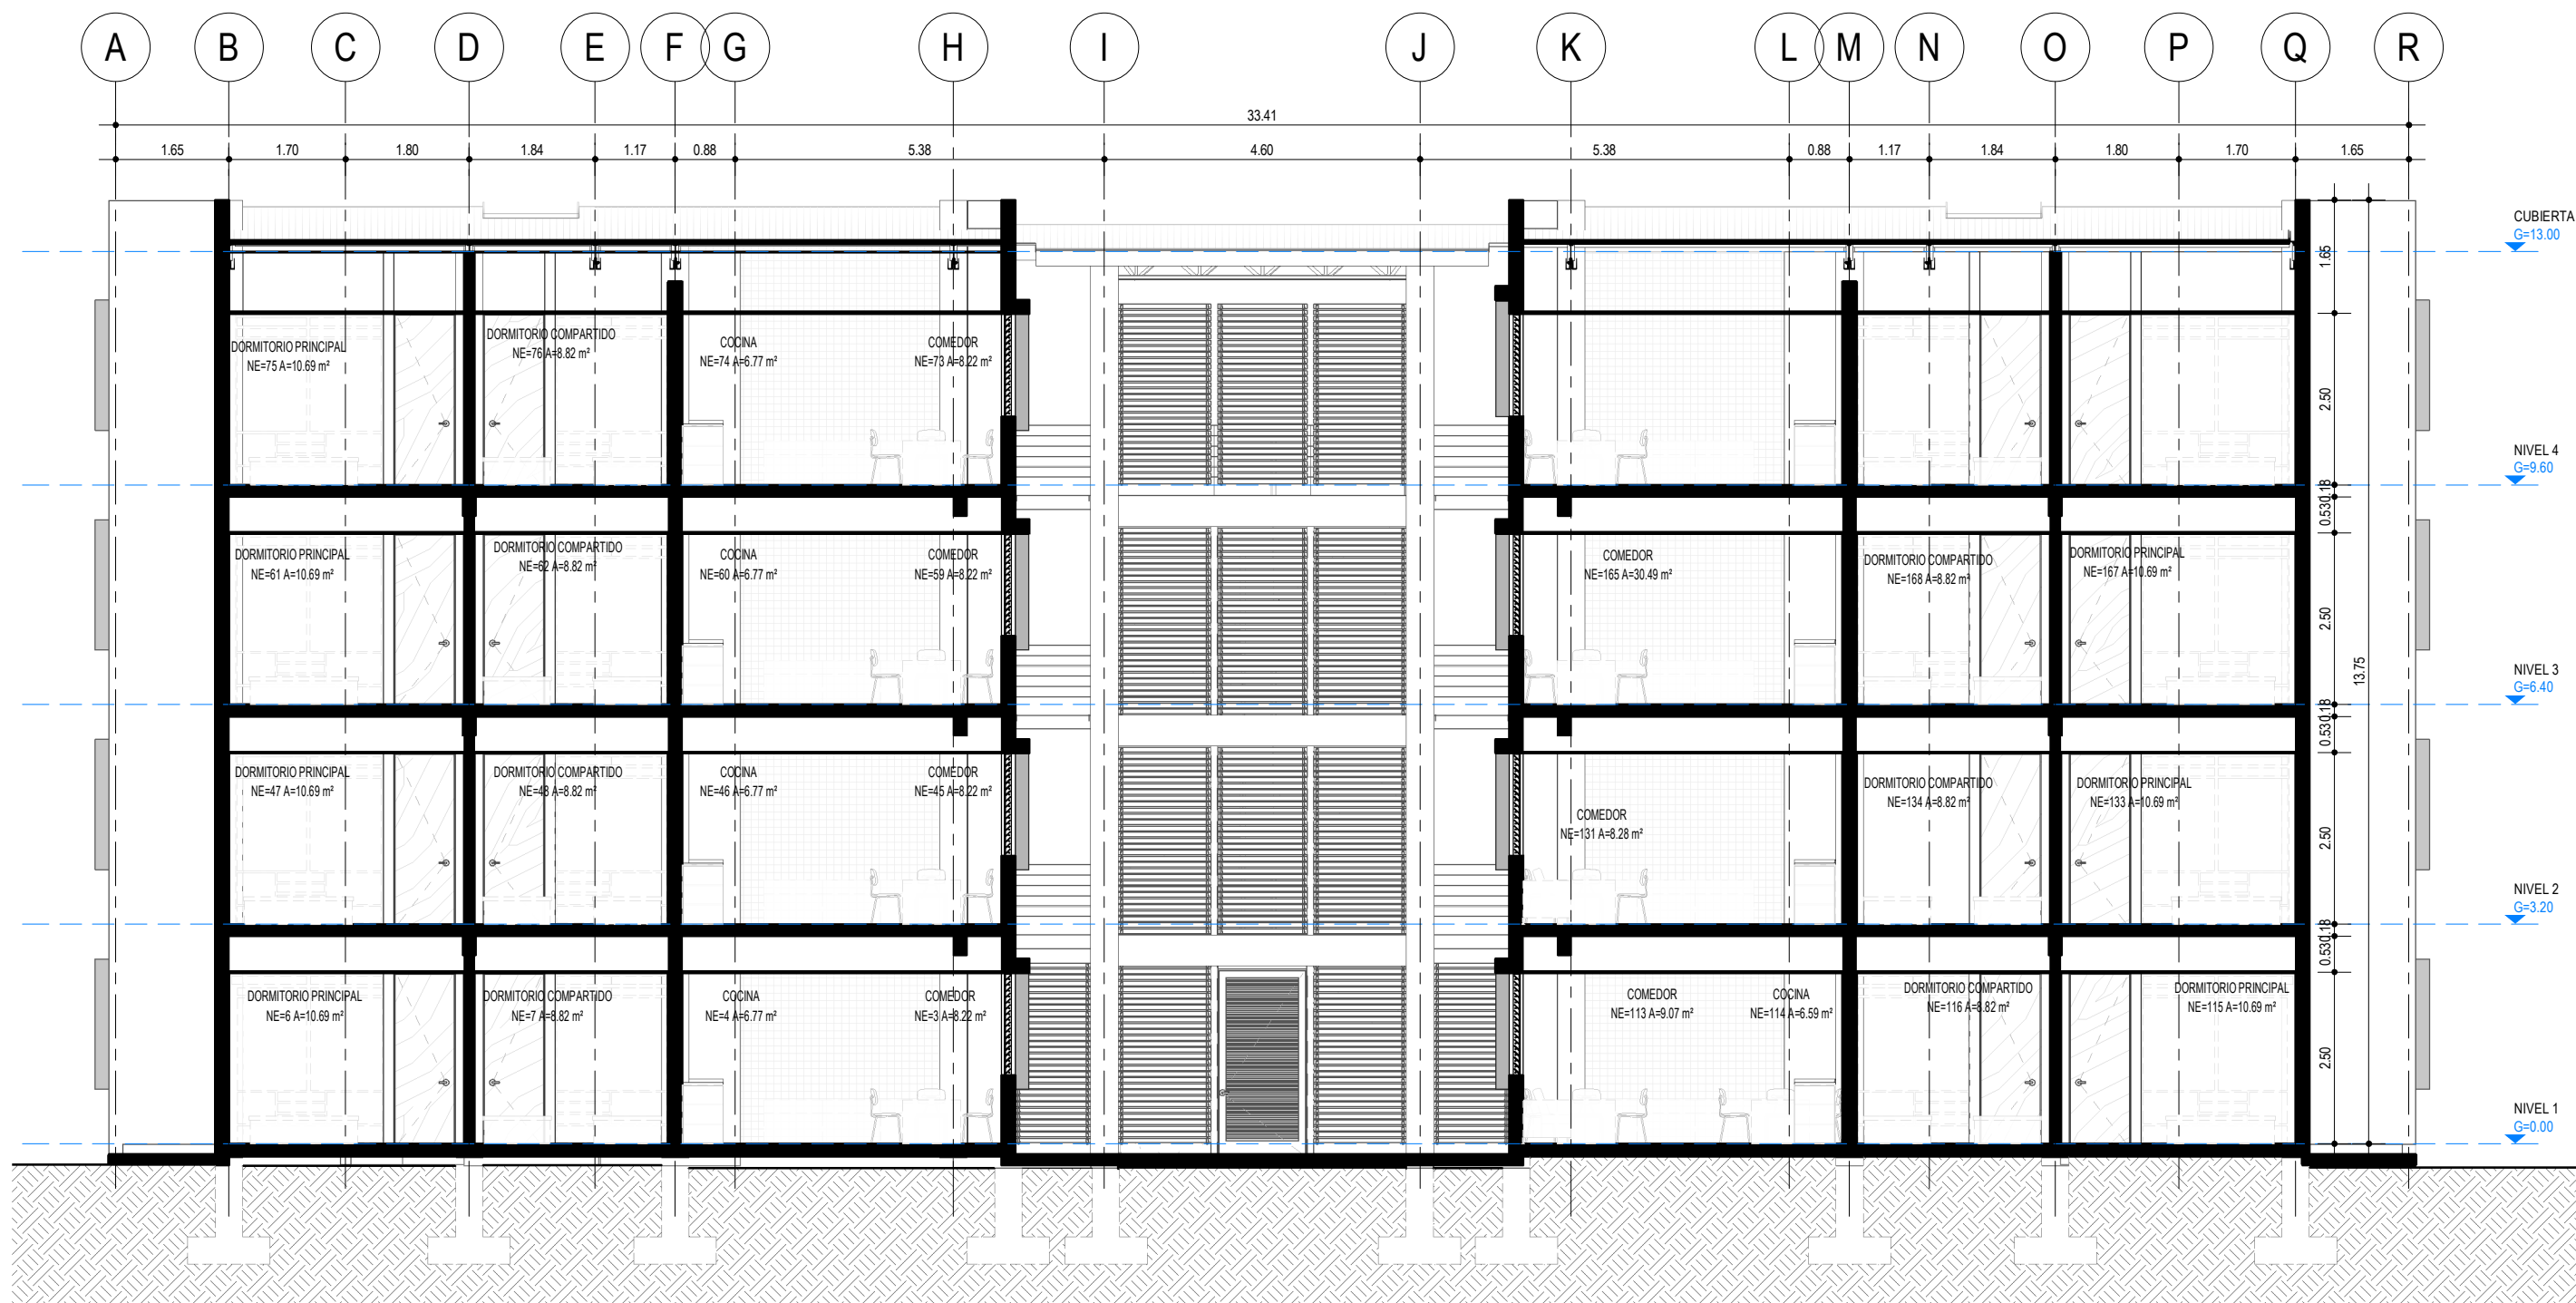 A B C D E F G H I J K L M N O P Q R
33.41
1.65 1.70 1.80 1.84 1.17 0.88 5.38 4.60 5.38 0.88 1.17 1.84 1.80 1.70 1.65
CUBIERTA
G=13.00
1.65
DORMITORIO PRINCIPAL
NE=75 A=10.69 m²
DORMITORIO COMPARTIDO
NE=76 A=8.82 m²
COCINA
NE=74 A=6.77 m²
COMEDOR
NE=73 A=8.22 m²
2.50
NIVEL 4
G=9.60
0.18
0.53
DORMITORIO PRINCIPAL
NE=61 A=10.69 m²
DORMITORIO COMPARTIDO
NE=62 A=8.82 m²
COCINA
NE=60 A=6.77 m²
COMEDOR
NE=59 A=8.22 m²
COMEDOR
NE=165 A=30.49 m²
DORMITORIO COMPARTIDO
NE=168 A=8.82 m²
DORMITORIO PRINCIPAL
NE=167 A=10.69 m²
2.50
13.75
NIVEL 3
G=6.40
0.18
0.53
DORMITORIO PRINCIPAL
NE=47 A=10.69 m²
DORMITORIO COMPARTIDO
NE=48 A=8.82 m²
COCINA
NE=46 A=6.77 m²
COMEDOR
NE=45 A=8.22 m²
COMEDOR
NE=131 A=8.28 m²
DORMITORIO COMPARTIDO
NE=134 A=8.82 m²
DORMITORIO PRINCIPAL
NE=133 A=10.69 m²
2.50
NIVEL 2
G=3.20
0.18
0.53
DORMITORIO PRINCIPAL
NE=6 A=10.69 m²
DORMITORIO COMPARTIDO
NE=7 A=8.82 m²
COCINA
NE=4 A=6.77 m²
COMEDOR
NE=3 A=8.22 m²
COMEDOR
NE=113 A=9.07 m²
COCINA
NE=114 A=6.59 m²
DORMITORIO COMPARTIDO
NE=116 A=8.82 m²
DORMITORIO PRINCIPAL
NE=115 A=10.69 m²
2.50
NIVEL 1
G=0.00